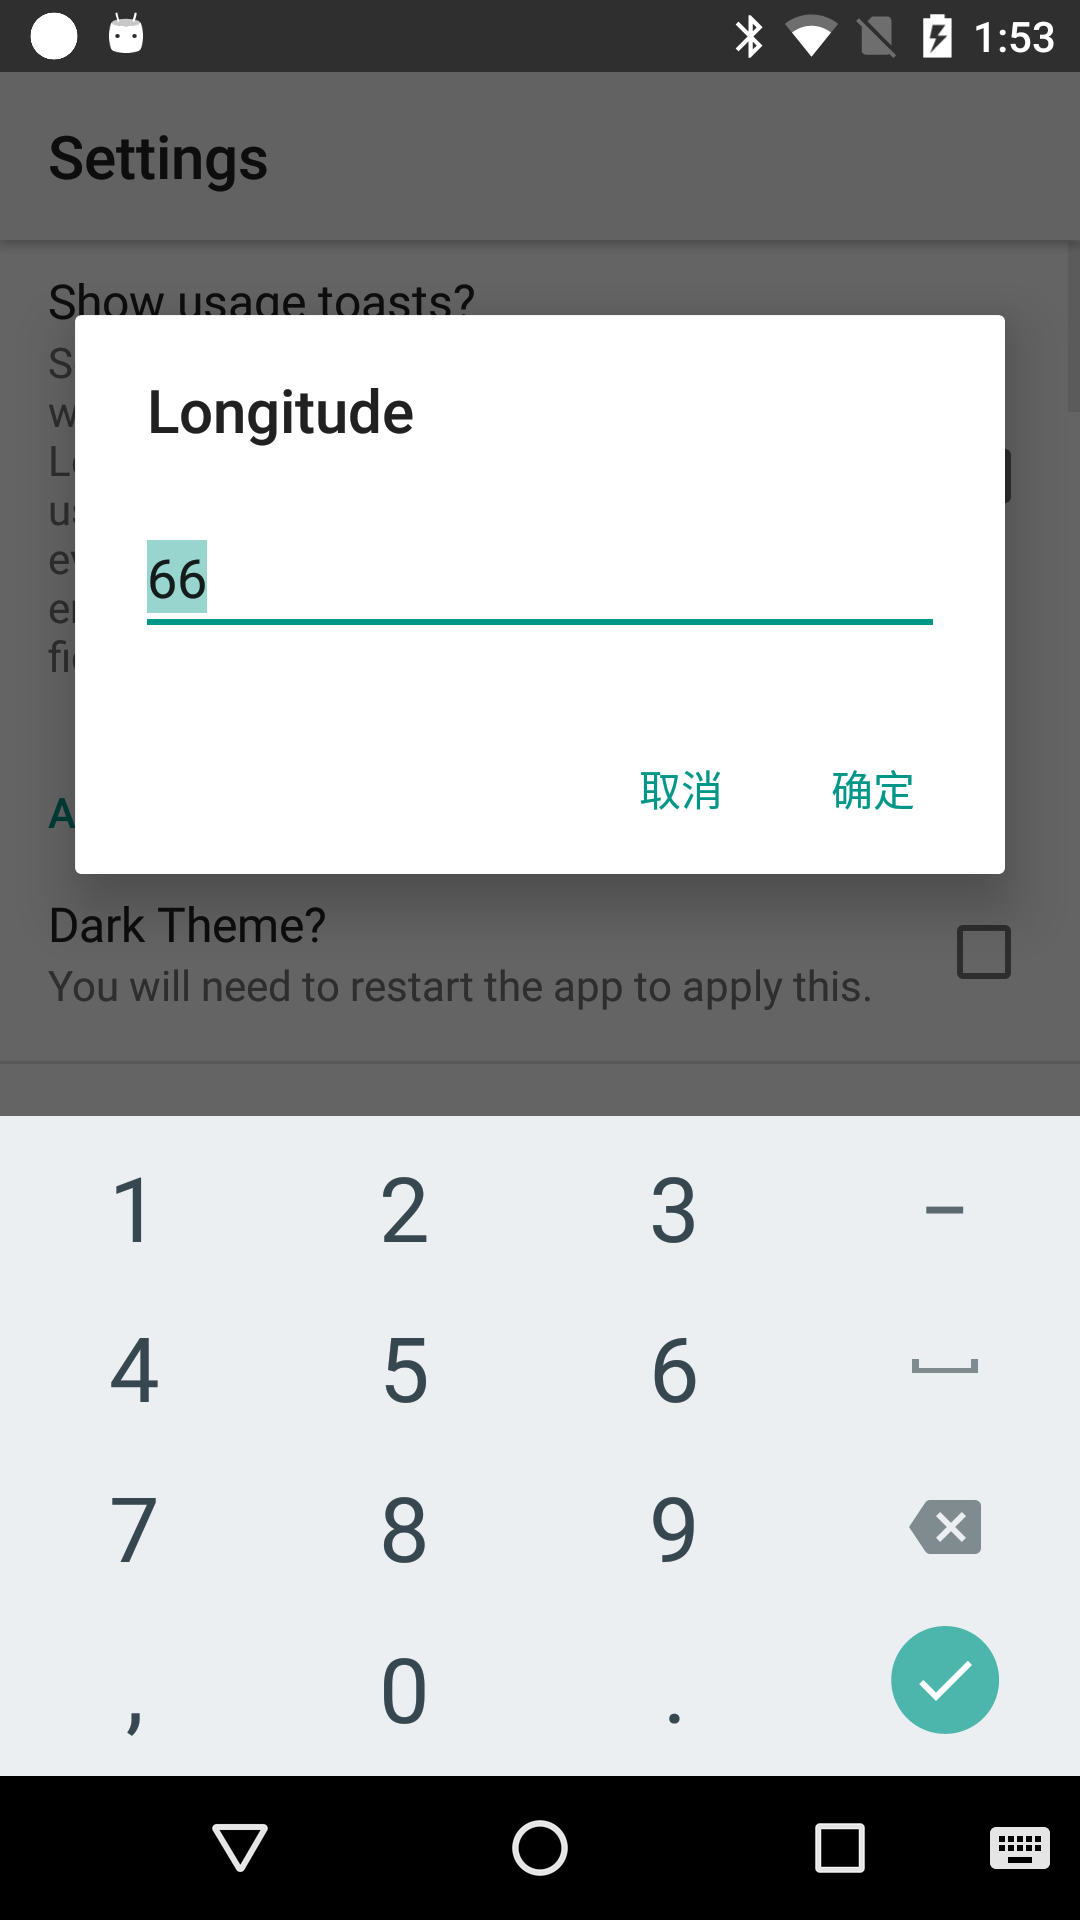 1:53
Settings
Show usage toasts?
Longitude
66
取消 确定
Dark Theme?
You will need to restart the app to apply this.
1 2 3 –
4 5 6
7 8 9
, 0 .